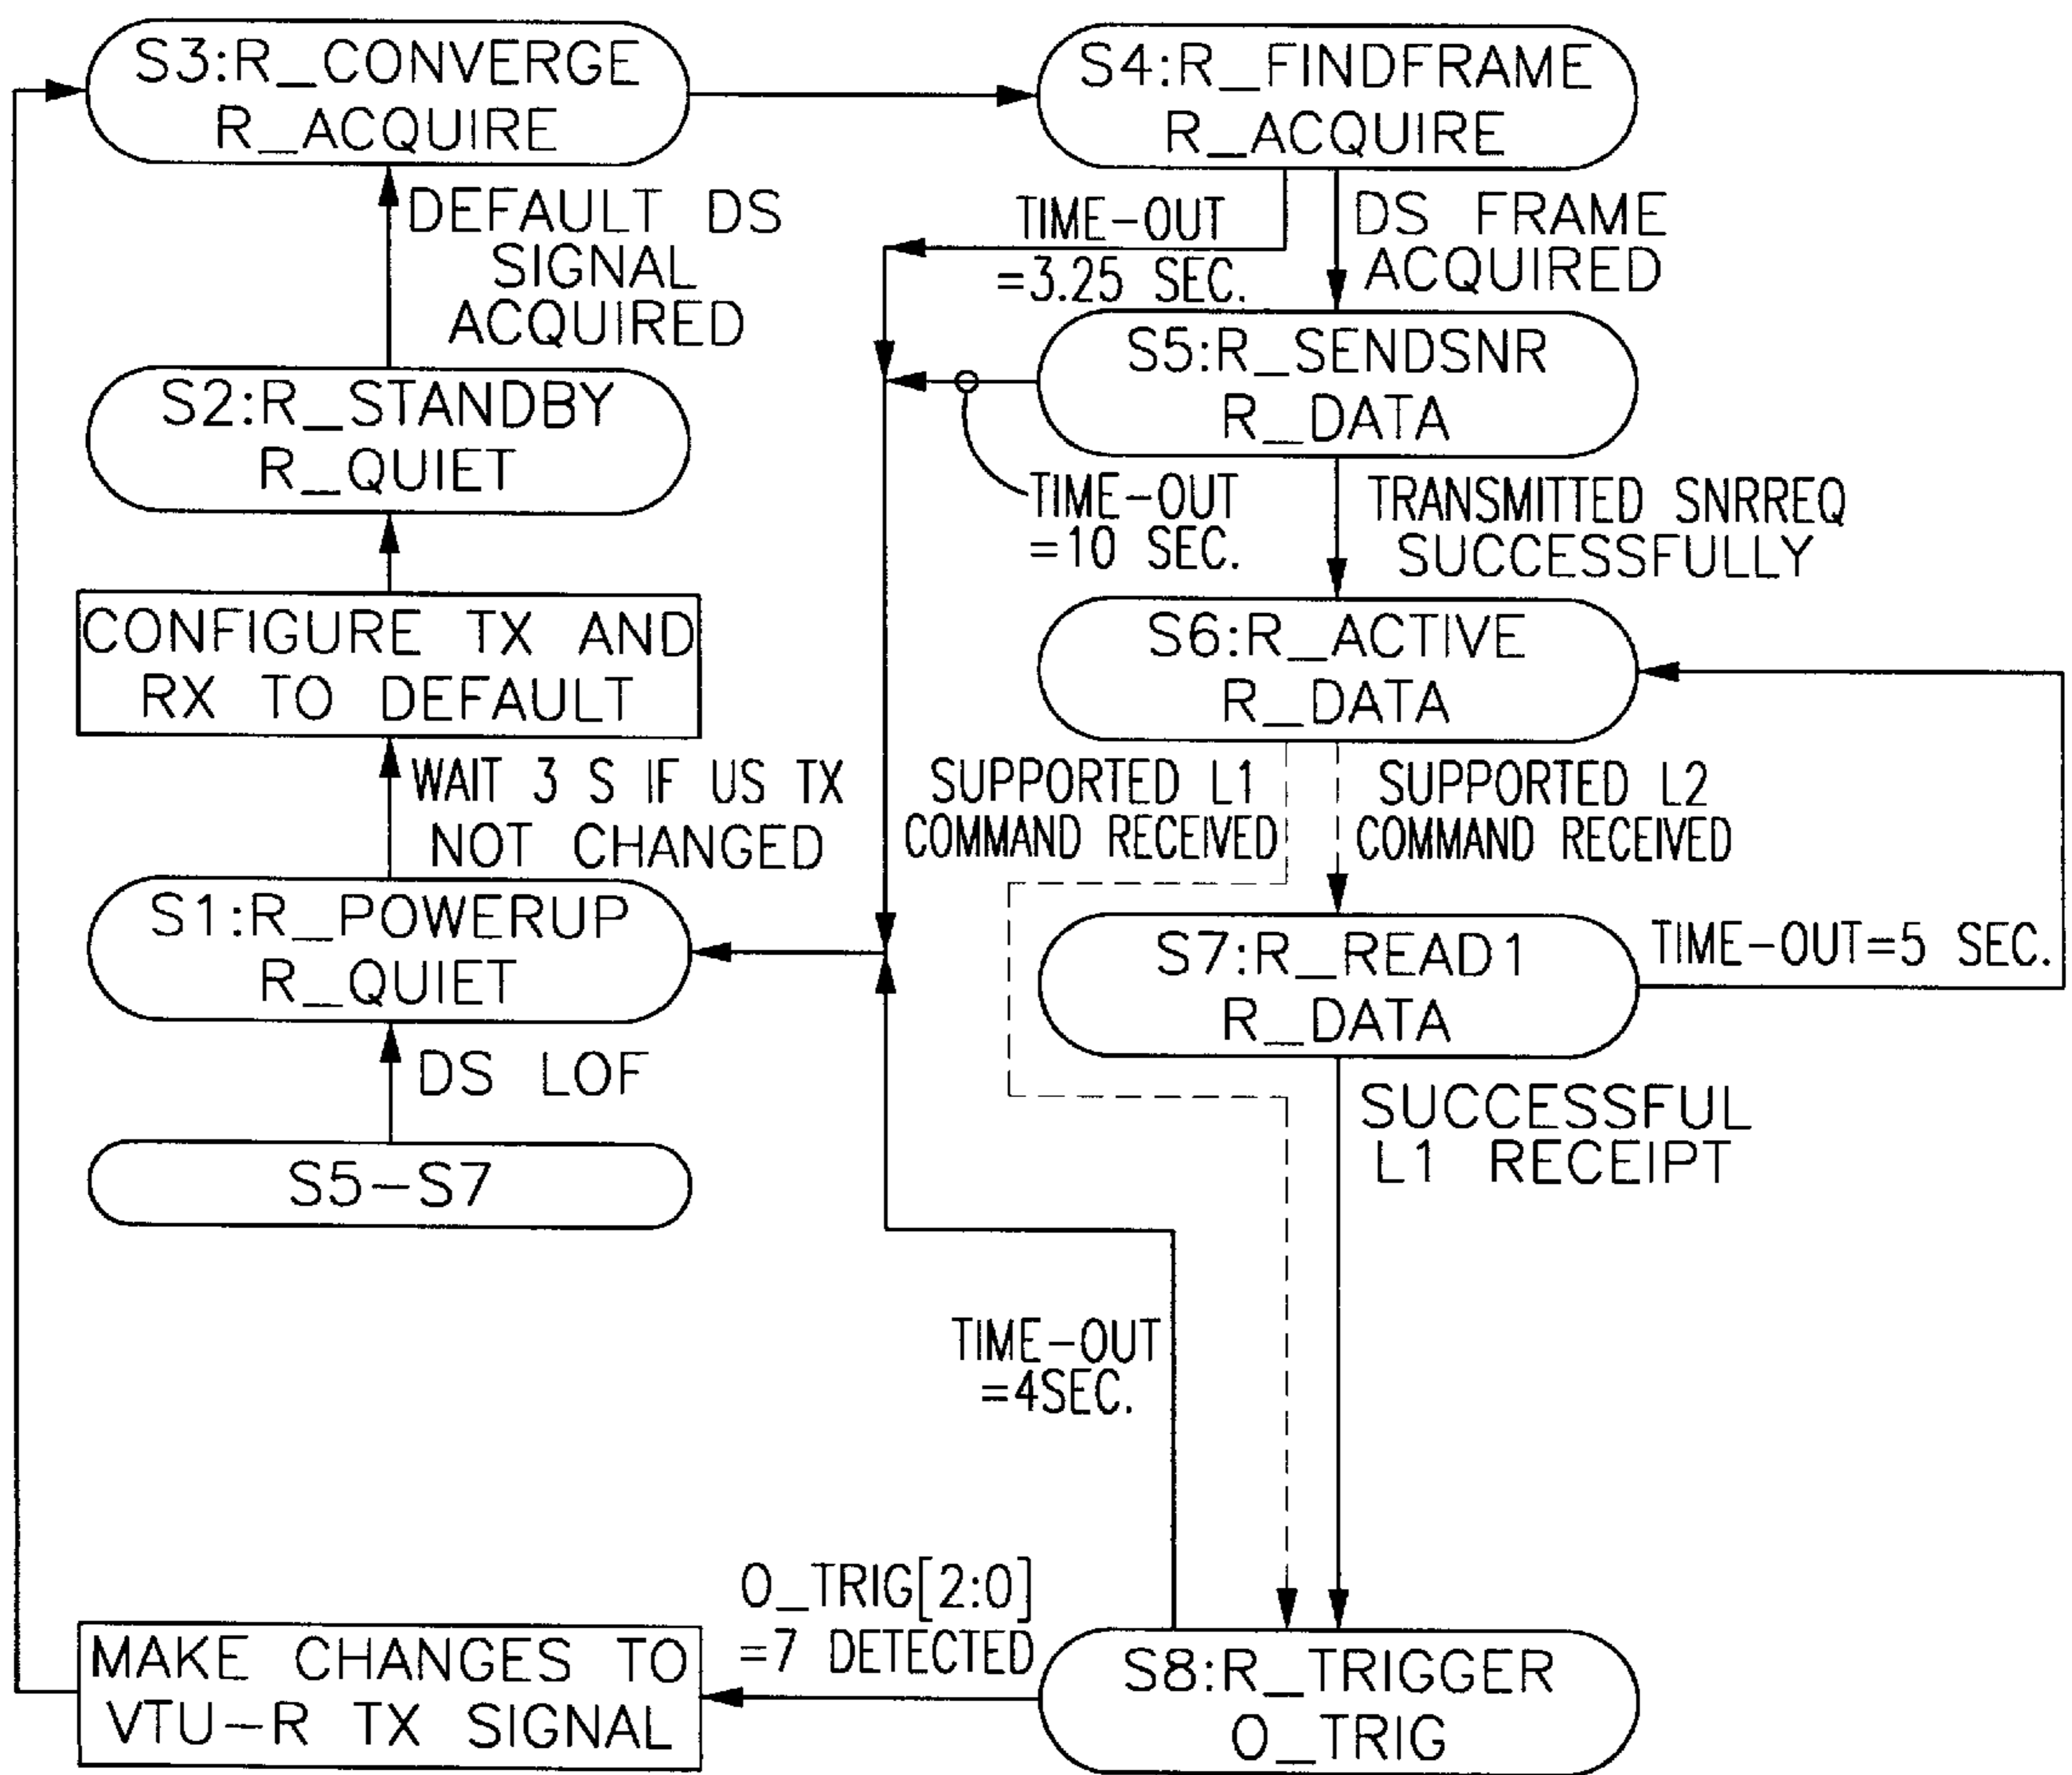 S3:R_CONVERGE
R_ACQUIRE
S4:R_FINDFRAME
R_ACQUIRE
DEFAULT DS
SIGNAL
ACQUIRED
TIME-OUT
=3.25 SEC.
DS FRAME
ACQUIRED
S2:R_STANDBY
R_QUIET
S5:R_SENDSNR
R_DATA
TIME-OUT
=10 SEC.
TRANSMITTED SNRREQ
SUCCESSFULLY
CONFIGURE TX AND
RX TO DEFAULT
S6:R_ACTIVE
R_DATA
WAIT 3 S IF US TX
NOT CHANGED
SUPPORTED L1
COMMAND RECEIVED
SUPPORTED L2
COMMAND RECEIVED
S1:R_POWERUP
R_QUIET
S7:R_READ1
R_DATA
TIME-OUT=5 SEC.
DS LOF
SUCCESSFUL
L1 RECEIPT
S5-S7
TIME-OUT
=4SEC.
O_TRIG[2:0]
=7 DETECTED
MAKE CHANGES TO
VTU-R TX SIGNAL
S8:R_TRIGGER
O_TRIG